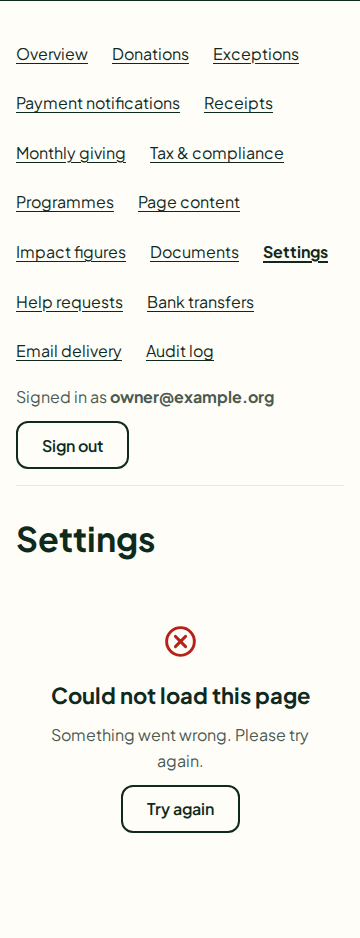 Overview Donations Exceptions
Payment notifications Receipts
Monthly giving Tax & compliance
Programmes Page content
Impact figures Documents Settings
Help requests Bank transfers
Email delivery Audit log
Signed in as owner@example.org
Sign out
Settings
Could not load this page
Something went wrong. Please try
again.
Try again